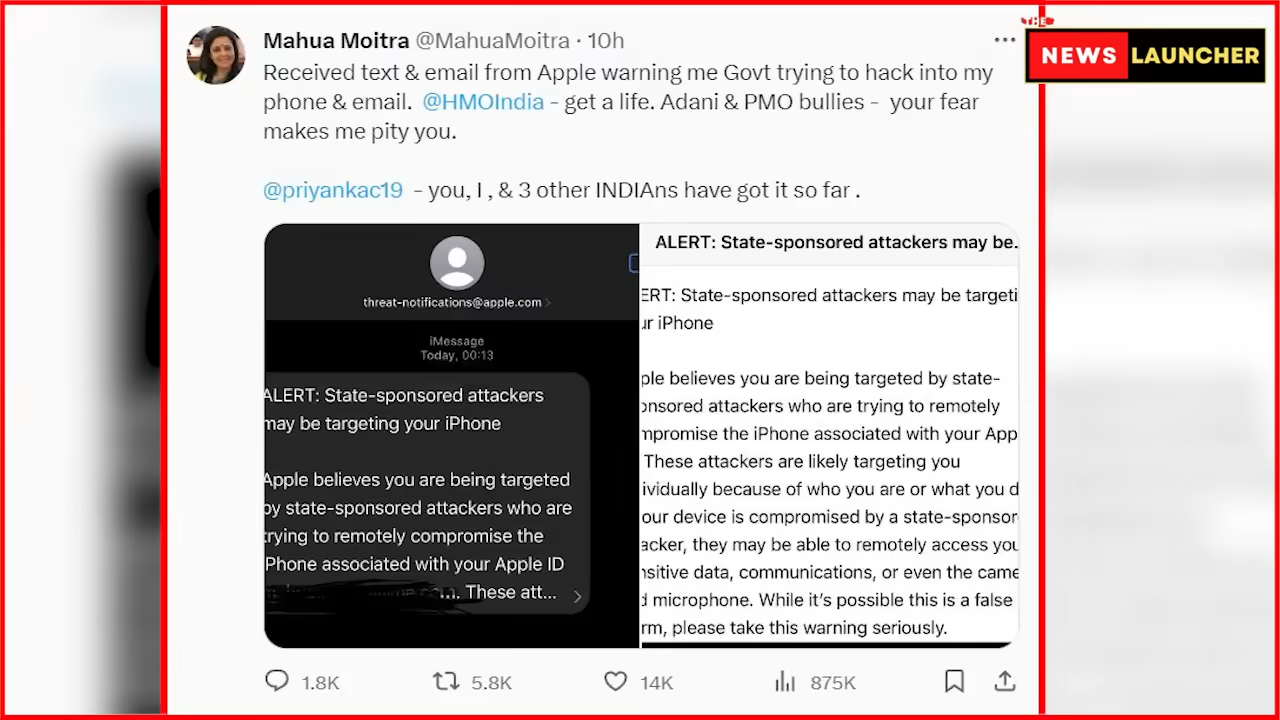 THE
NEWS LAUNCHER
Mahua Moitra @MahuaMoitra · 10h
Received text & email from Apple warning me Govt trying to hack into my
phone & email. @HMOIndia - get a life. Adani & PMO bullies - your fear
makes me pity you.
@priyankac19 - you, I , & 3 other INDIAns have got it so far .
threat-notifications@apple.com
iMessage
Today, 00:13
ALERT: State-sponsored attackers
may be targeting your iPhone
Apple believes you are being targeted
by state-sponsored attackers who are
trying to remotely compromise the
iPhone associated with your Apple ID
These att...
ALERT: State-sponsored attackers may be.
ERT: State-sponsored attackers may be targeti
ur iPhone
ple believes you are being targeted by state-
onsored attackers who are trying to remotely
mpromise the iPhone associated with your App
These attackers are likely targeting you
ividually because of who you are or what you d
our device is compromised by a state-sponsor
acker, they may be able to remotely access you
nsitive data, communications, or even the came
d microphone. While it's possible this is a false
rm, please take this warning seriously.
1.8K 5.8K 14K 875K